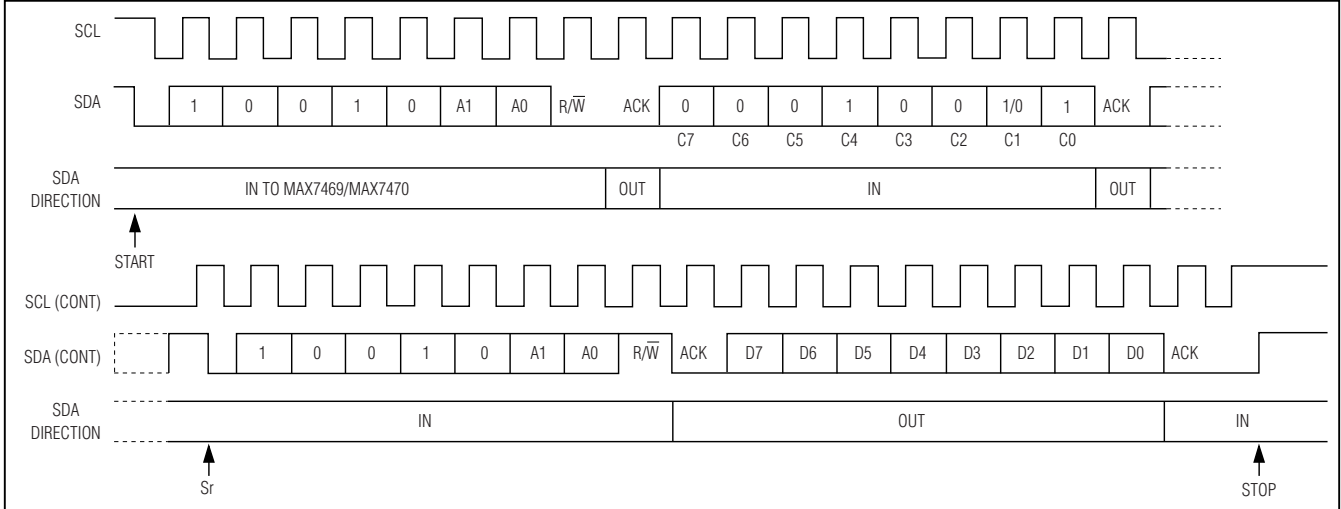 SCL
SDA 1 0 0 1 0 A1 A0 R/W̅ ACK 0 0 0 1 0 0 1/0 1 ACK
C7 C6 C5 C4 C3 C2 C1 C0
SDA
DIRECTION
IN TO MAX7469/MAX7470 OUT IN OUT
START
SCL (CONT)
SDA (CONT) 1 0 0 1 0 A1 A0 R/W̅ ACK D7 D6 D5 D4 D3 D2 D1 D0 ACK
SDA
DIRECTION
IN OUT IN
Sr STOP